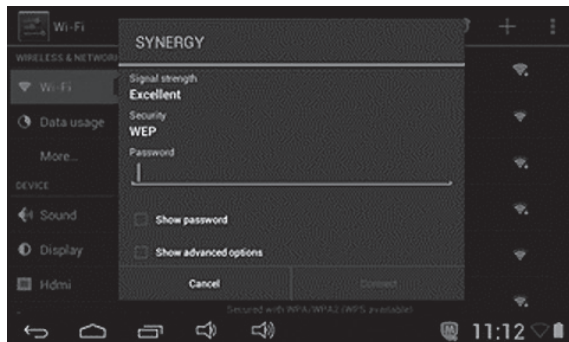 Wi-Fi
SYNERGY
WIRELESS & NETWOR
Signal strength
Excellent
Wi-Fi
Security
WEP
Data usage
Password
More...
DEVICE
Sound
Show password
Display
Show advanced options
Hdmi
Cancel
Connect
Secured with WPA/WPA2 (WPS available)
11:12